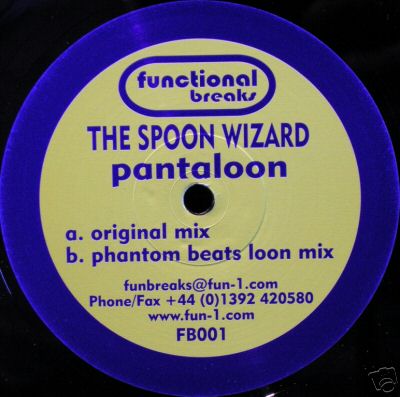 functional
breaks
THE SPOON WIZARD
pantaloon
a. original mix
b. phantom beats loon mix
funbreaks@fun-1.com
Phone/Fax +44 (0)1392 420580
www.fun-1.com
FB001